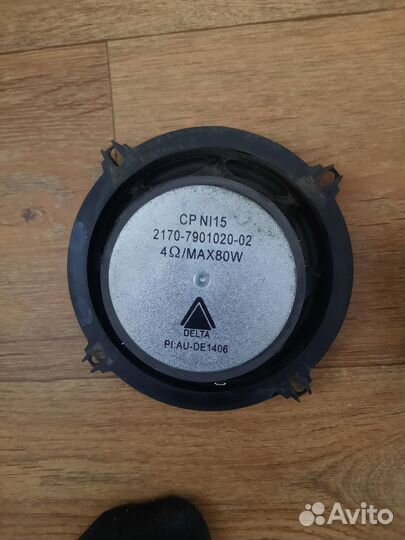 CP NI15
2170-7901020-02
4Ω/MAX80W
DELTA
PI:AU-DE1406
Avito